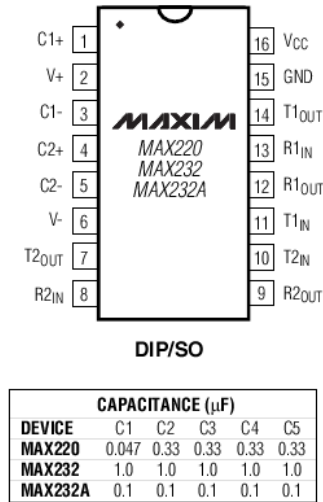 C1+ 1
V+ 2
C1- 3
C2+ 4
C2- 5
V- 6
T2OUT 7
R2IN 8
MAXIM
MAX220
MAX232
MAX232A
16 VCC
15 GND
14 T1OUT
13 R1IN
12 R1OUT
11 T1IN
10 T2IN
9 R2OUT
DIP/SO
CAPACITANCE (μF)
DEVICE C1 C2 C3 C4 C5
MAX220 0.047 0.33 0.33 0.33 0.33
MAX232 1.0 1.0 1.0 1.0 1.0
MAX232A 0.1 0.1 0.1 0.1 0.1